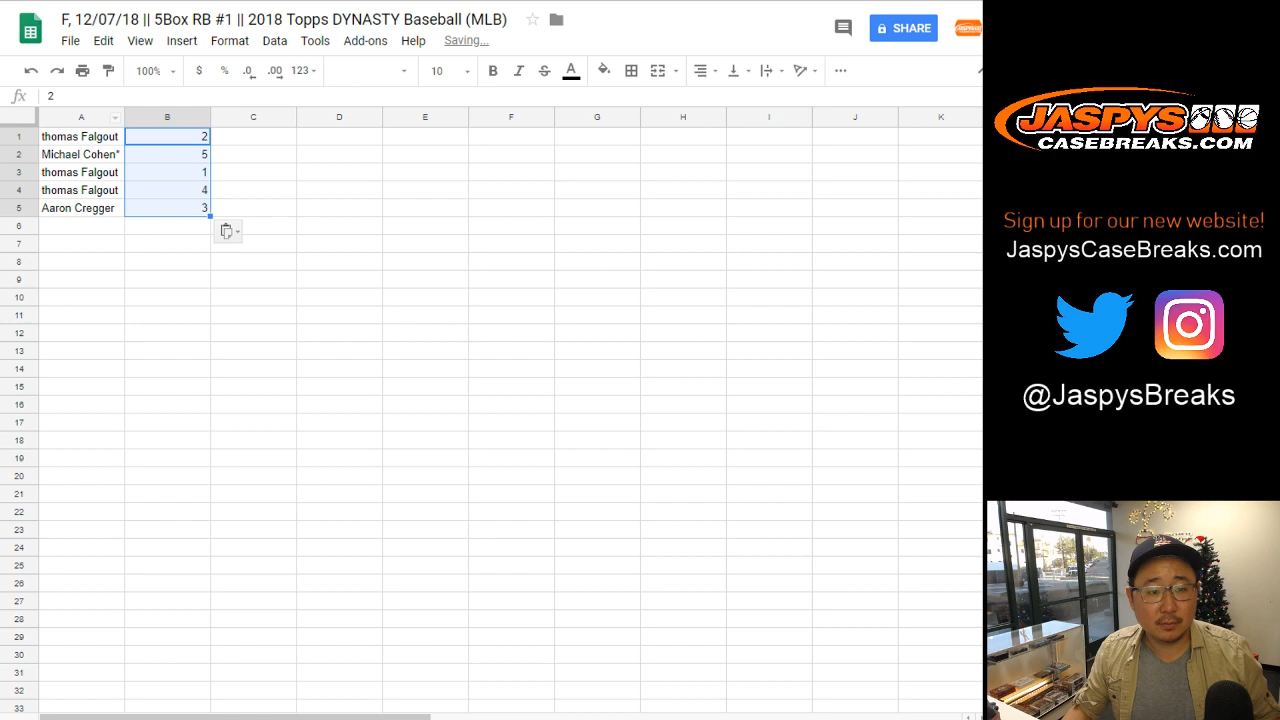 F, 12/07/18 || 5Box RB #1 || 2018 Topps DYNASTY Baseball (MLB)
File Edit View Insert Format Tools Add-ons Help Saving...
SHARE
JASPYS
100% $ % .0 .00 123 10 B I S A
fx 2
A B C D E F G H I J K
1 thomas Falgout 2
2 Michael Cohen* 5
3 thomas Falgout 1
4 thomas Falgout 4
5 Aaron Cregger 3
6
7
8
9
10
11
12
13
14
15
16
17
18
19
20
21
22
23
24
25
26
27
28
29
30
31
32
33
JASPYS
CASEBREAKS.COM
Sign up for our new website!
JaspysCaseBreaks.com
@JaspysBreaks